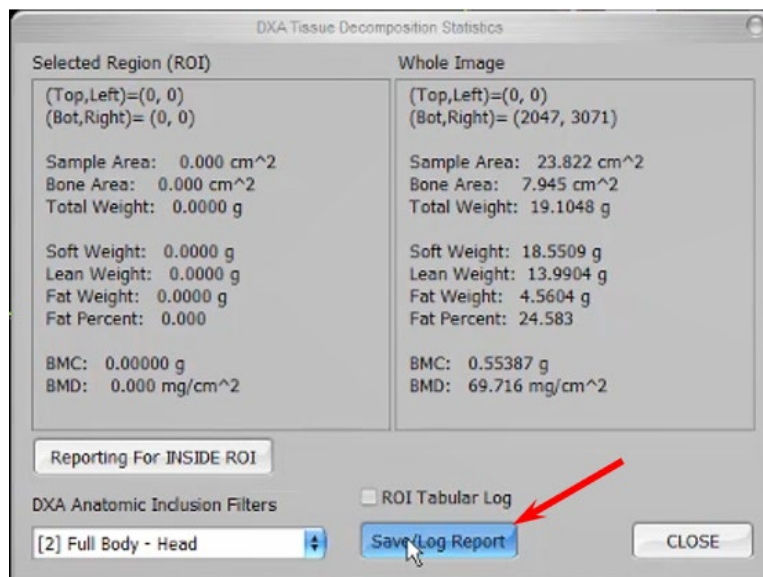 DXA Tissue Decomposition Statistics
Selected Region (ROI)
(Top,Left)=(0, 0)
(Bot,Right)= (0, 0)
Sample Area: 0.000 cm^2
Bone Area: 0.000 cm^2
Total Weight: 0.0000 g
Soft Weight: 0.0000 g
Lean Weight: 0.0000 g
Fat Weight: 0.0000 g
Fat Percent: 0.000
BMC: 0.00000 g
BMD: 0.000 mg/cm^2
Whole Image
(Top,Left)=(0, 0)
(Bot,Right)= (2047, 3071)
Sample Area: 23.822 cm^2
Bone Area: 7.945 cm^2
Total Weight: 19.1048 g
Soft Weight: 18.5509 g
Lean Weight: 13.9904 g
Fat Weight: 4.5604 g
Fat Percent: 24.583
BMC: 0.55387 g
BMD: 69.716 mg/cm^2
Reporting For INSIDE ROI
DXA Anatomic Inclusion Filters
[2] Full Body - Head
ROI Tabular Log
Save/Log Report
CLOSE